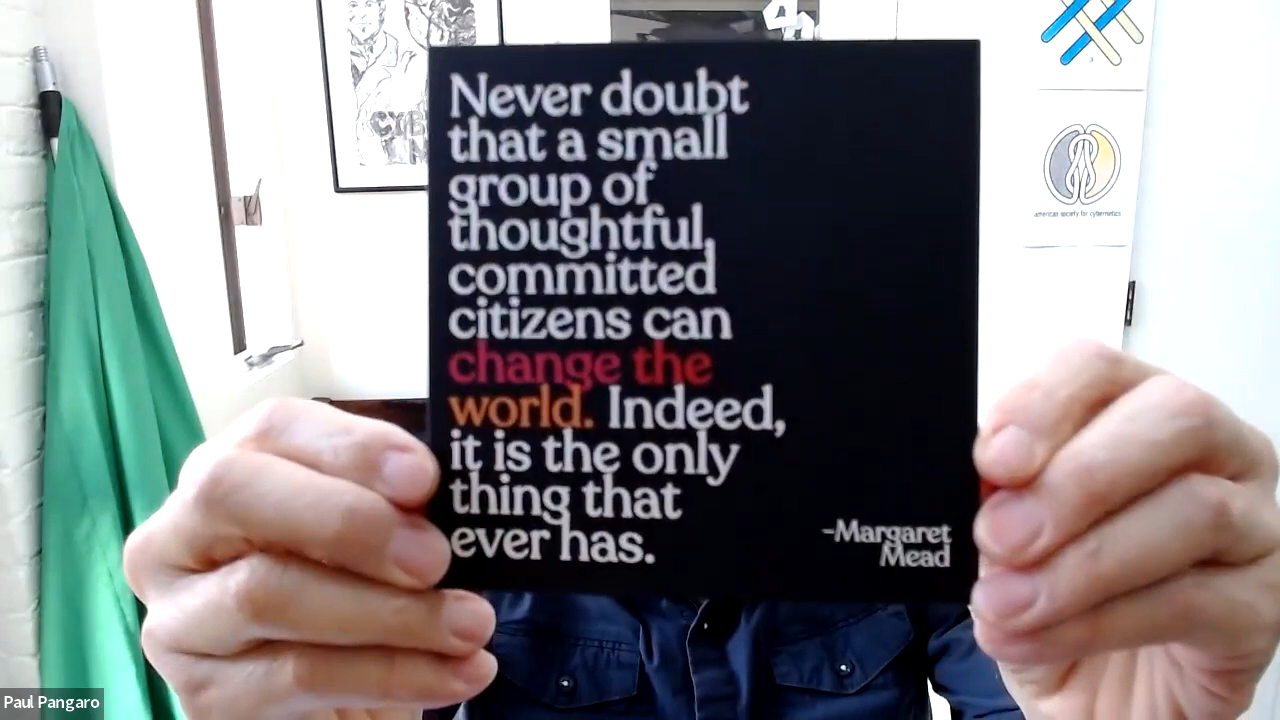 Never doubt
that a small
group of
thoughtful,
committed
citizens can
change the
world. Indeed,
it is the only
thing that
ever has.
-Margaret
Mead
american society for cybernetics
Paul Pangaro